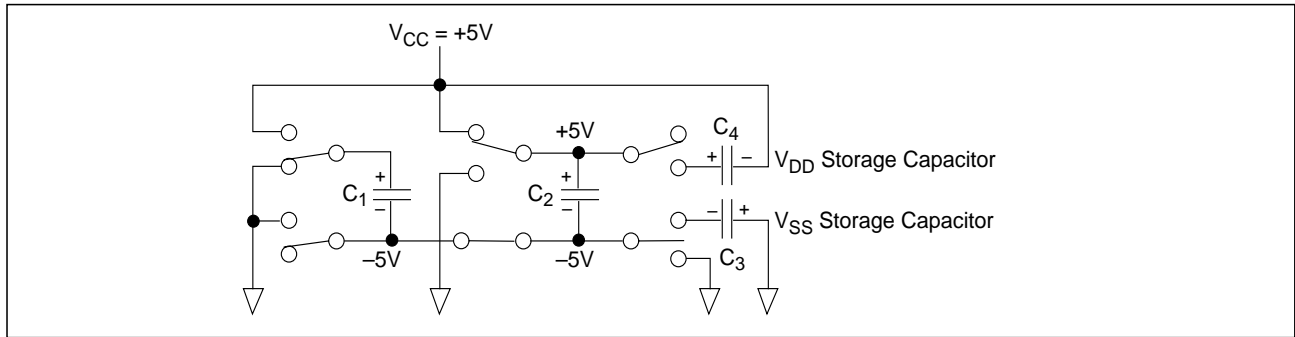 V_CC = +5V
+5V
C_4
+ − V_DD Storage Capacitor
+
C_1
−
+
C_2
−
− + V_SS Storage Capacitor
−5V
−5V
C_3